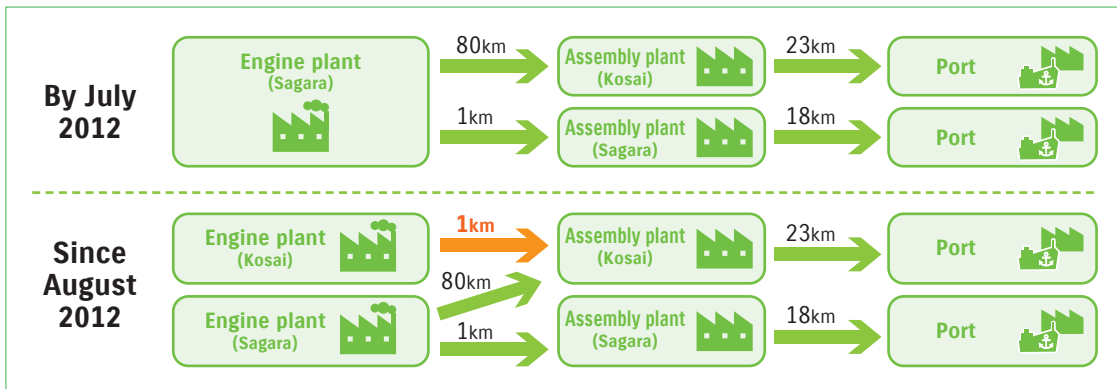 By July
2012
Engine plant
(Sagara)
80km
Assembly plant
(Kosai)
23km
Port
1km
Assembly plant
(Sagara)
18km
Port
Since
August
2012
Engine plant
(Kosai)
1km
Assembly plant
(Kosai)
23km
Port
80km
Engine plant
(Sagara)
1km
Assembly plant
(Sagara)
18km
Port